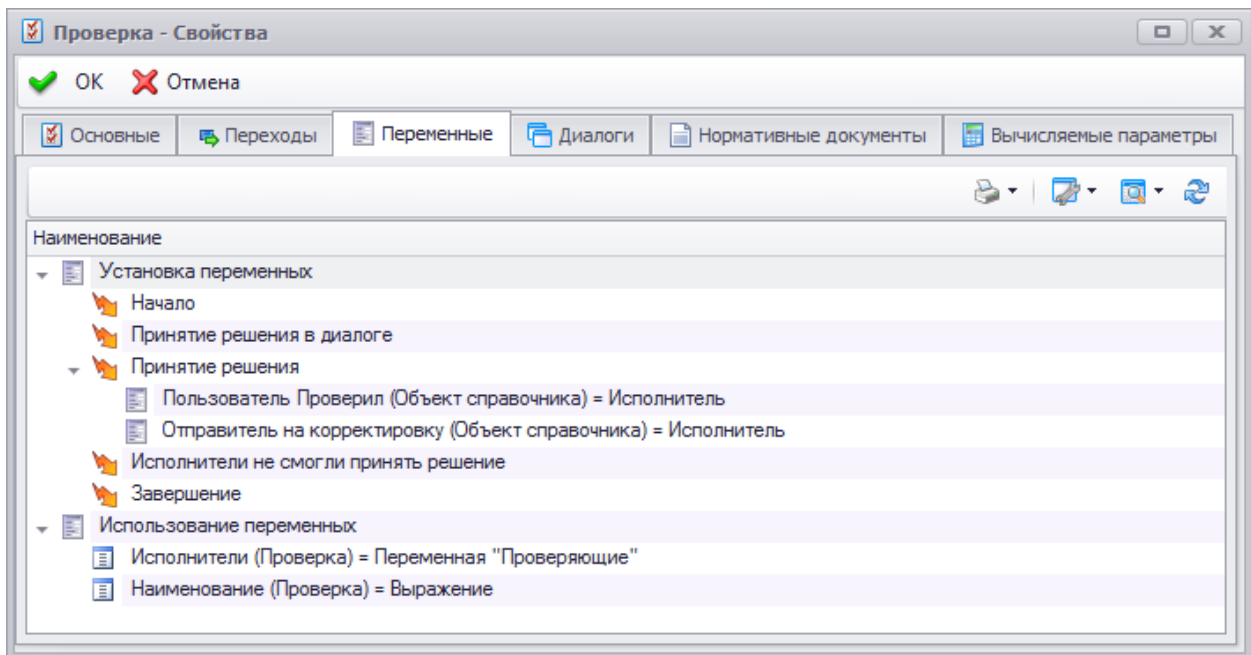 Проверка - Свойства
ОК Отмена
Основные Переходы Переменные Диалоги Нормативные документы Вычисляемые параметры
Наименование
Установка переменных
Начало
Принятие решения в диалоге
Принятие решения
Пользователь Проверил (Объект справочника) = Исполнитель
Отправитель на корректировку (Объект справочника) = Исполнитель
Исполнители не смогли принять решение
Завершение
Использование переменных
Исполнители (Проверка) = Переменная "Проверяющие"
Наименование (Проверка) = Выражение